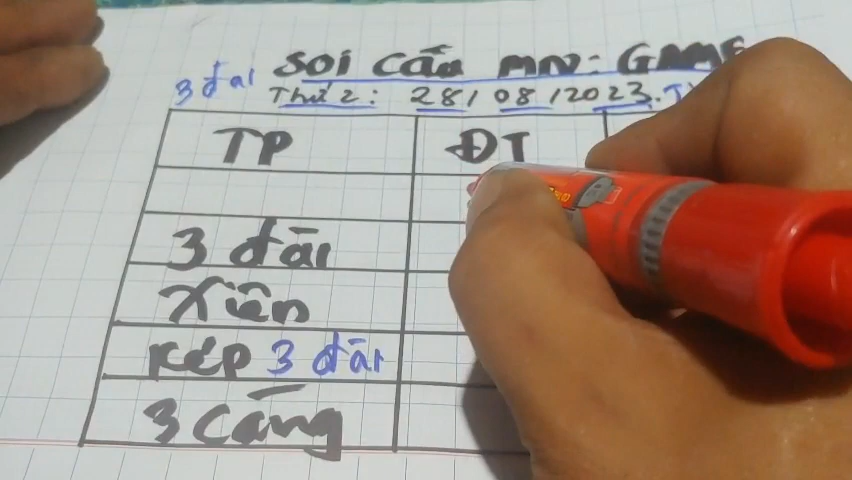 3 đài SOI CẦU MN: GAME
Thứ 2: 28/08/2023.
TP ĐT
3 đài
Xiên
Kép 3 đài
3 Càng